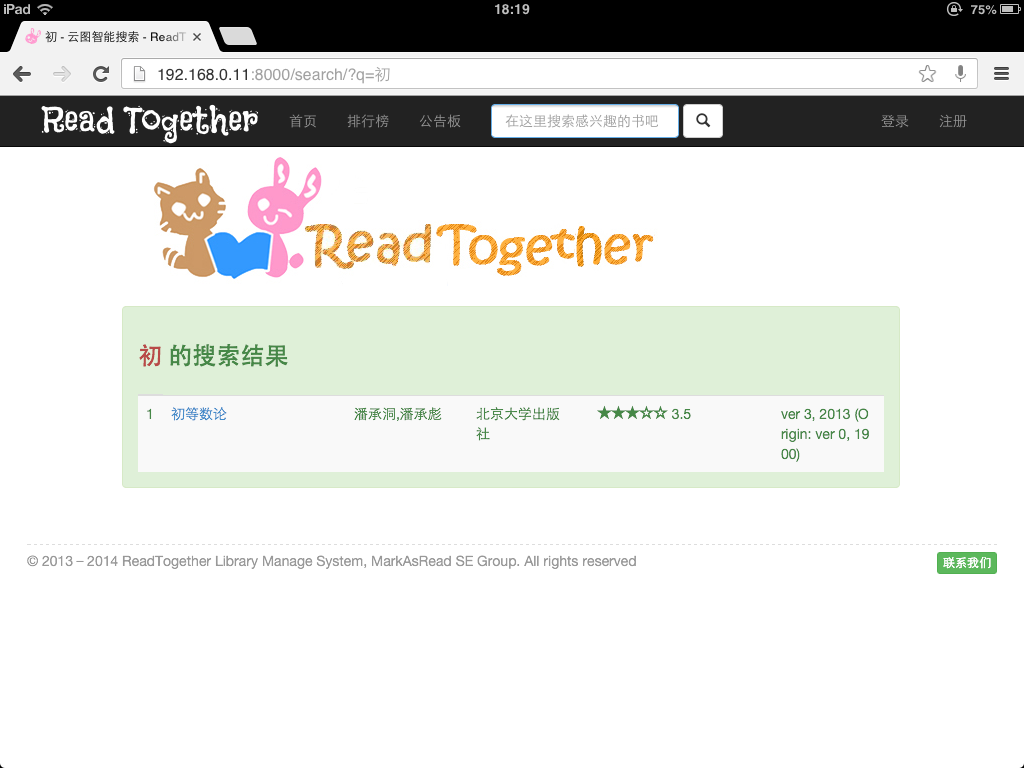 iPad 18:19 75%
初 - 云图智能搜索 - ReadT
192.168.0.11:8000/search/?q=初
Read Together 首页 排行榜 公告板 在这里搜索感兴趣的书吧 登录 注册
ReadTogether
初 的搜索结果
1 初等数论 潘承洞,潘承彪 北京大学出版 ★★★☆☆ 3.5 ver 3, 2013 (O
社 rigin: ver 0, 19
00)
© 2013 – 2014 ReadTogether Library Manage System, MarkAsRead SE Group. All rights reserved 联系我们